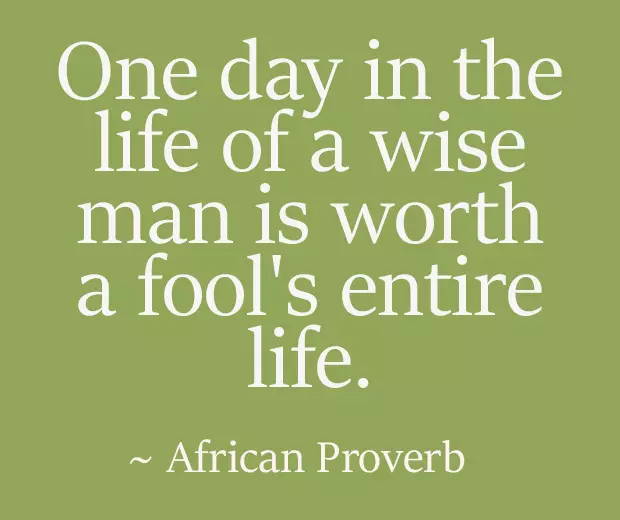 One day in the
life of a wise
man is worth
a fool's entire
life.
~ African Proverb